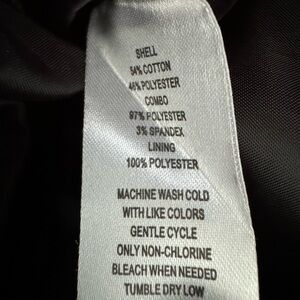 SHELL
54% COTTON
46% POLYESTER
COMBO
97% POLYESTER
3% SPANDEX
LINING
100% POLYESTER
MACHINE WASH COLD
WITH LIKE COLORS
GENTLE CYCLE
ONLY NON-CHLORINE
BLEACH WHEN NEEDED
TUMBLE DRY LOW